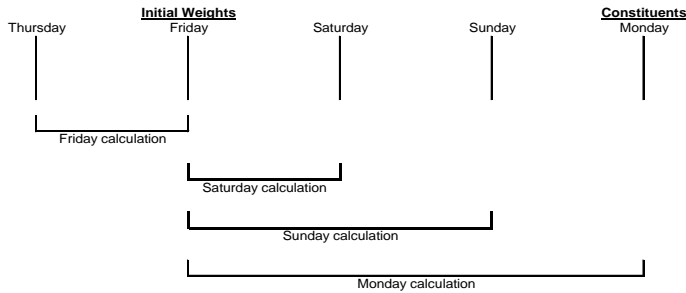 Initial Weights Constituents
Thursday Friday Saturday Sunday Monday
Friday calculation
Saturday calculation
Sunday calculation
Monday calculation